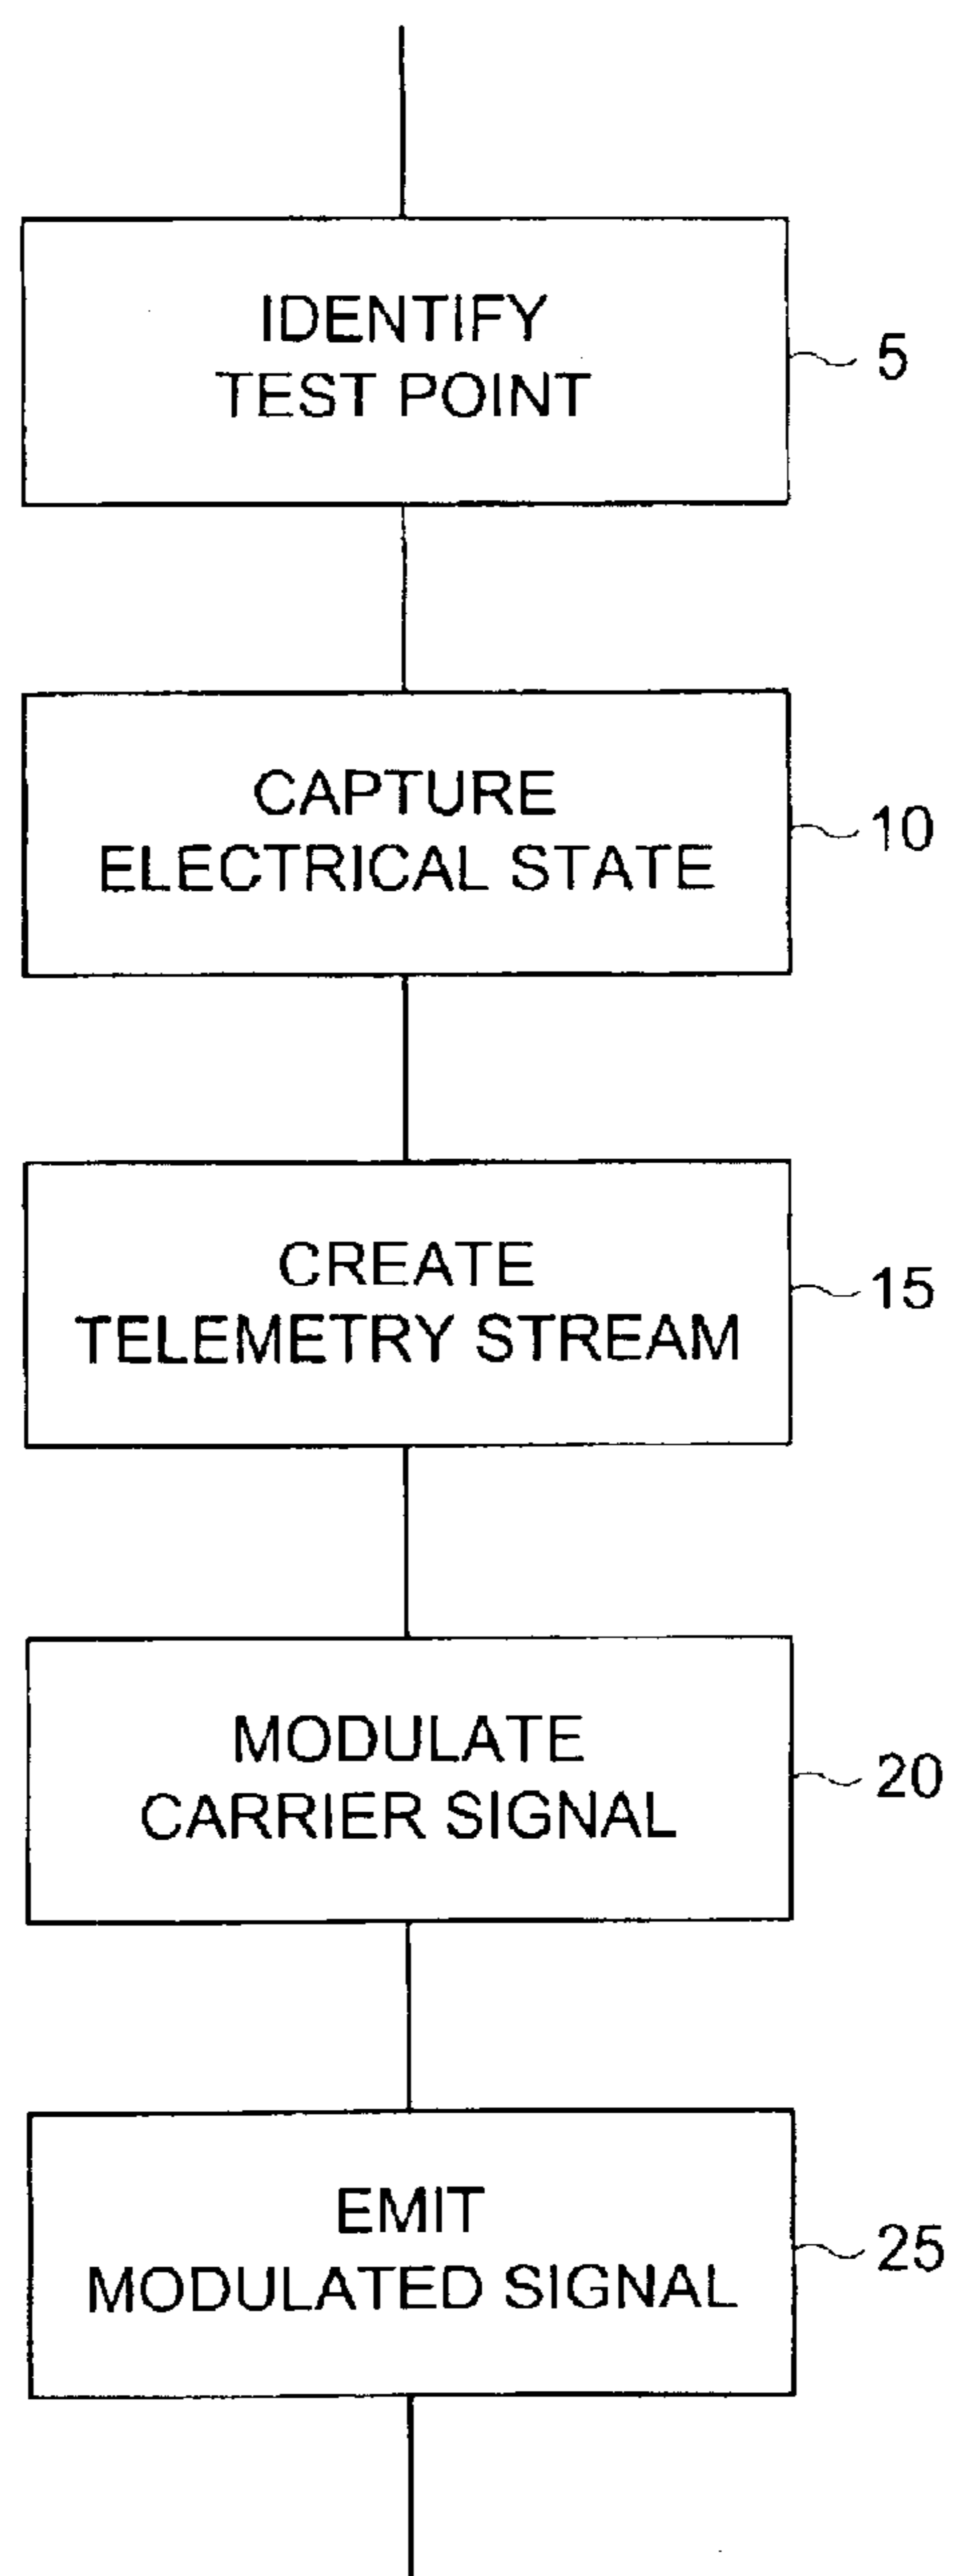 IDENTIFY
TEST POINT
5
CAPTURE
ELECTRICAL STATE
10
CREATE
TELEMETRY STREAM
15
MODULATE
CARRIER SIGNAL
20
EMIT
MODULATED SIGNAL
25